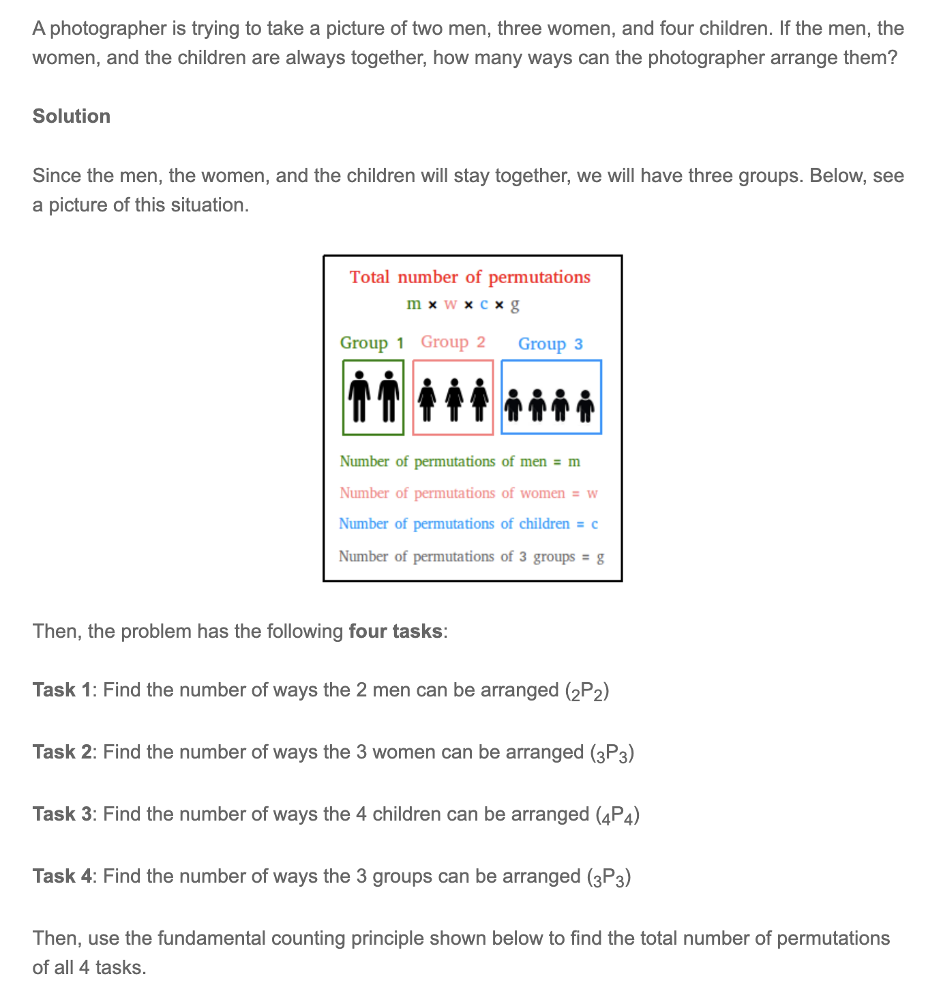 A photographer is trying to take a picture of two men, three women, and four children. If the men, the
women, and the children are always together, how many ways can the photographer arrange them?
Solution
Since the men, the women, and the children will stay together, we will have three groups. Below, see
a picture of this situation.
Total number of permutations
m × w × c × g
Group 1 Group 2 Group 3
Number of permutations of men = m
Number of permutations of women = w
Number of permutations of children = c
Number of permutations of 3 groups = g
Then, the problem has the following four tasks:
Task 1: Find the number of ways the 2 men can be arranged (₂P₂)
Task 2: Find the number of ways the 3 women can be arranged (₃P₃)
Task 3: Find the number of ways the 4 children can be arranged (₄P₄)
Task 4: Find the number of ways the 3 groups can be arranged (₃P₃)
Then, use the fundamental counting principle shown below to find the total number of permutations
of all 4 tasks.